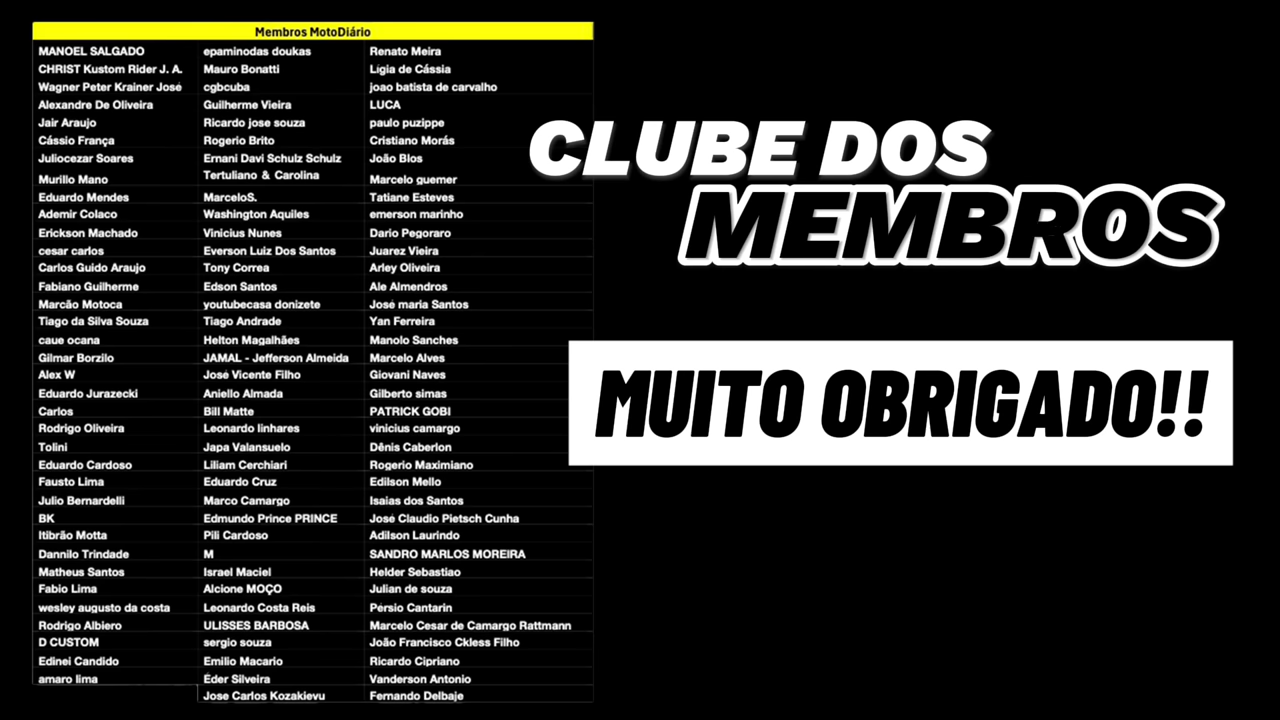 Membros MotoDiário
MANOEL SALGADO epaminodas doukas Renato Meira
CHRIST Kustom Rider J. A. Mauro Bonatti Lígia de Cássia
Wagner Peter Krainer José cgbcuba joao batista de carvalho
Alexandre De Oliveira Guilherme Vieira LUCA
Jair Araujo Ricardo jose souza paulo puzippe
Cássio França Rogerio Brito Cristiano Morás
Juliocezar Soares Ernani Davi Schulz Schulz João Blos
Murillo Mano Tertuliano & Carolina Marcelo guemer
Eduardo Mendes MarceloS. Tatiane Esteves
Ademir Colaco Washington Aquiles emerson marinho
Erickson Machado Vinicius Nunes Dario Pegoraro
cesar carlos Everson Luiz Dos Santos Juarez Vieira
Carlos Guido Araujo Tony Correa Arley Oliveira
Fabiano Guilherme Edson Santos Ale Almendros
Marcão Motoca youtubecasa donizete José maria Santos
Tiago da Silva Souza Tiago Andrade Yan Ferreira
caue ocana Helton Magalhães Manolo Sanches
Gilmar Borzilo JAMAL - Jefferson Almeida Marcelo Alves
Alex W José Vicente Filho Giovani Naves
Eduardo Jurazecki Aniello Almada Gilberto simas
Carlos Bill Matte PATRICK GOBI
Rodrigo Oliveira Leonardo linhares vinicius camargo
Tolini Japa Valansuelo Dênis Caberlon
Eduardo Cardoso Liliam Cerchiari Rogerio Maximiano
Fausto Lima Eduardo Cruz Edilson Mello
Julio Bernardelli Marco Camargo Isaias dos Santos
BK Edmundo Prince PRINCE José Claudio Pietsch Cunha
Itibrão Motta Pili Cardoso Adilson Laurindo
Dannilo Trindade M SANDRO MARLOS MOREIRA
Matheus Santos Israel Maciel Helder Sebastiao
Fabio Lima Alcione MOÇO Julian de souza
wesley augusto da costa Leonardo Costa Reis Pérsio Cantarin
Rodrigo Albiero ULISSES BARBOSA Marcelo Cesar de Camargo Rattmann
D CUSTOM sergio souza João Francisco Ckless Filho
Edinei Candido Emilio Macario Ricardo Cipriano
amaro lima Éder Silveira Vanderson Antonio
Jose Carlos Kozakievu Fernando Delbaje
CLUBE DOS
MEMBROS
MUITO OBRIGADO!!